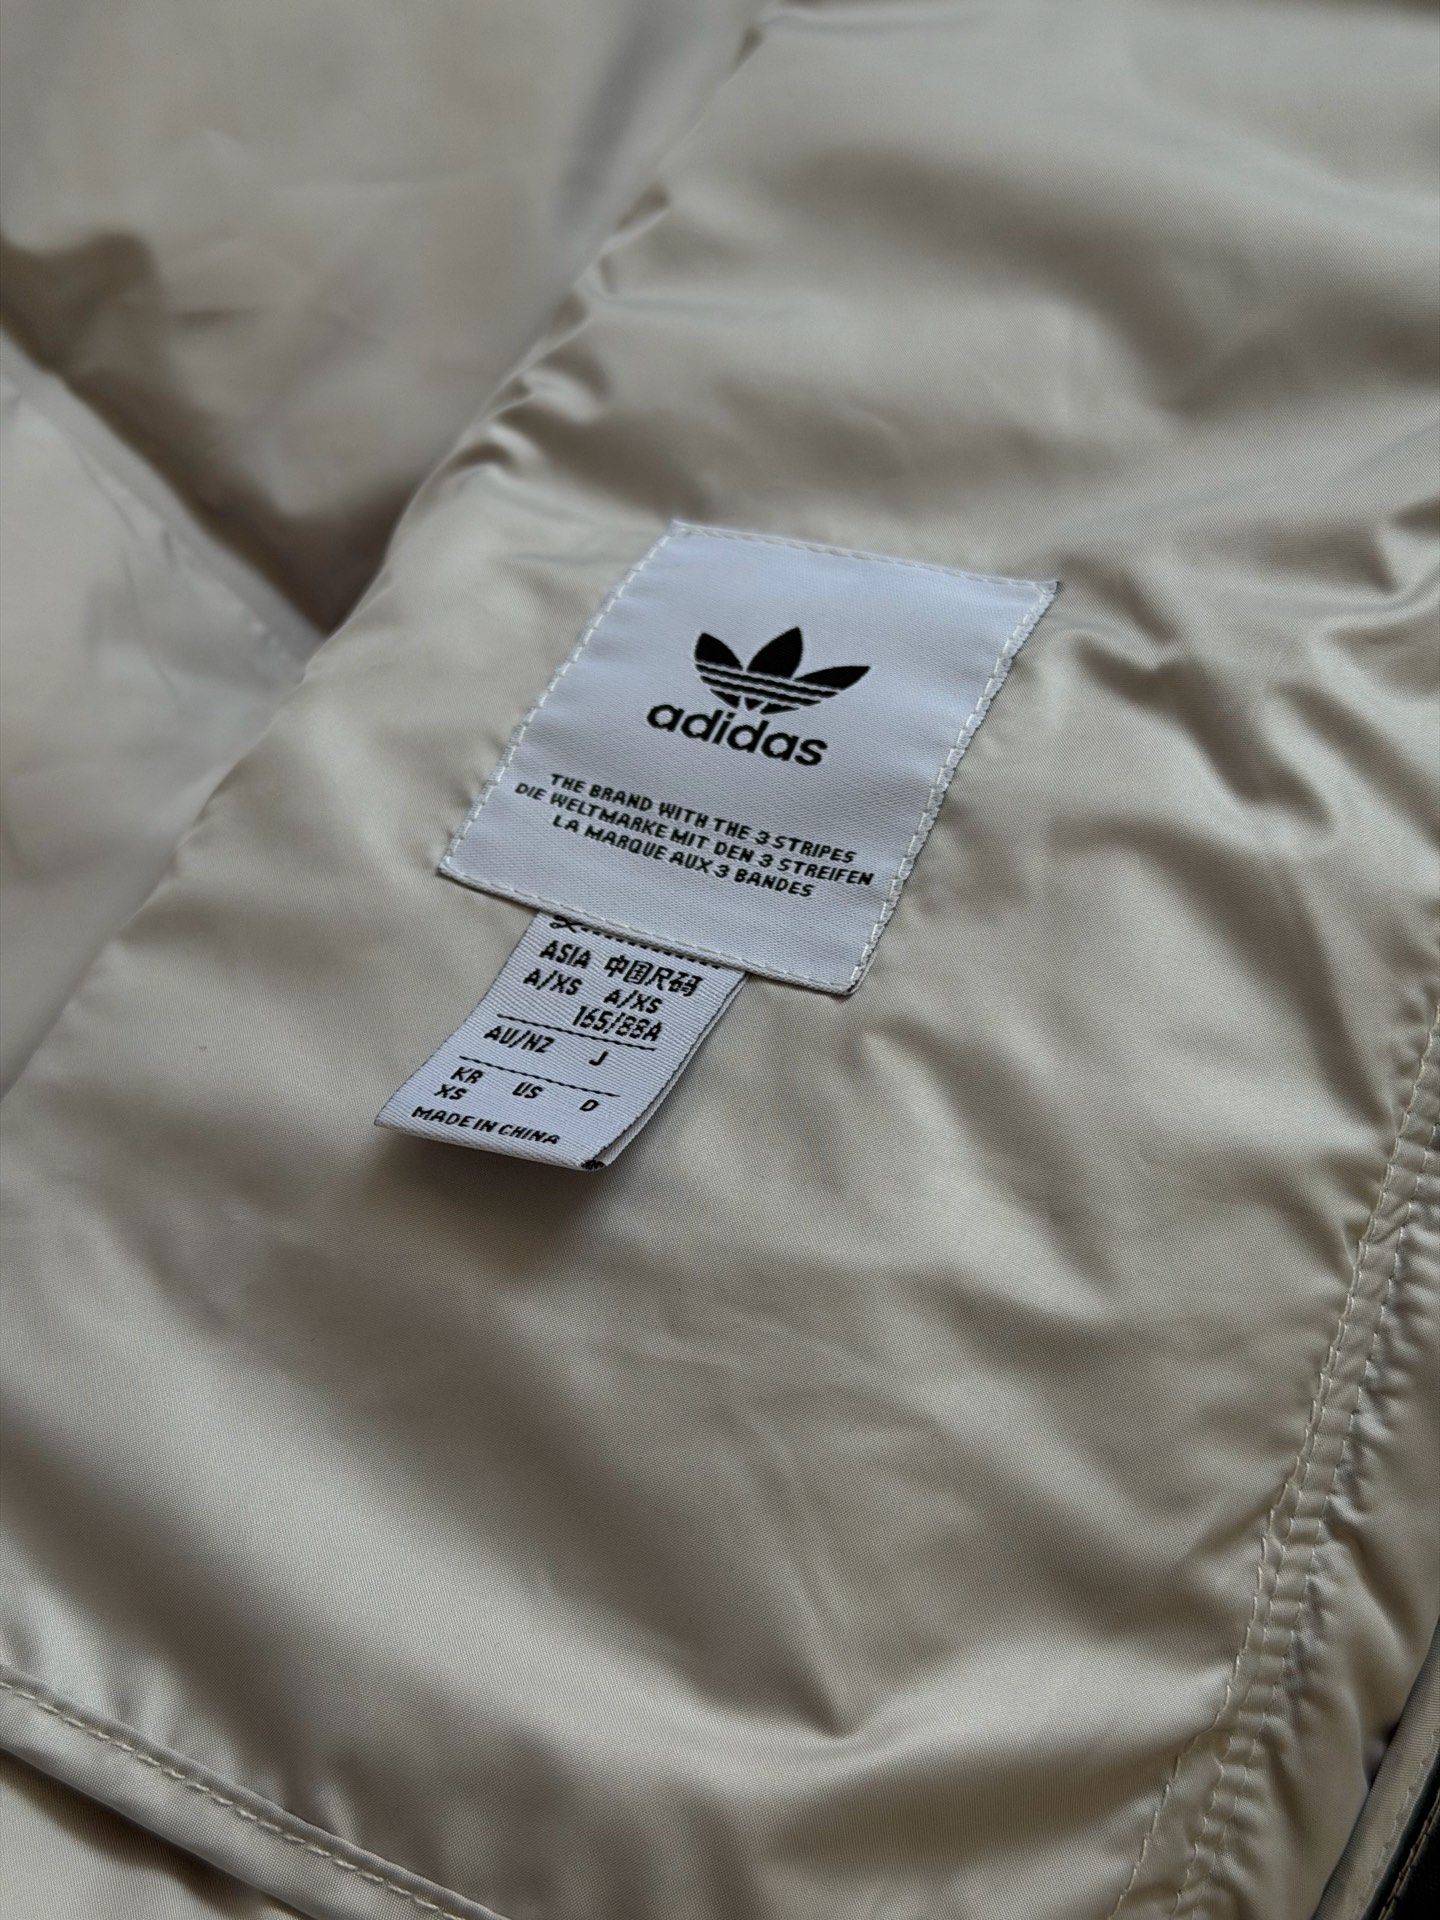 adidas
THE BRAND WITH THE 3 STRIPES
DIE WELTMARKE MIT DEN 3 STREIFEN
LA MARQUE AUX 3 BANDES
ASIA 中国尺码
A/XS A/XS
165/88A
AU/NZ J
KR US D
XS
MADE IN CHINA